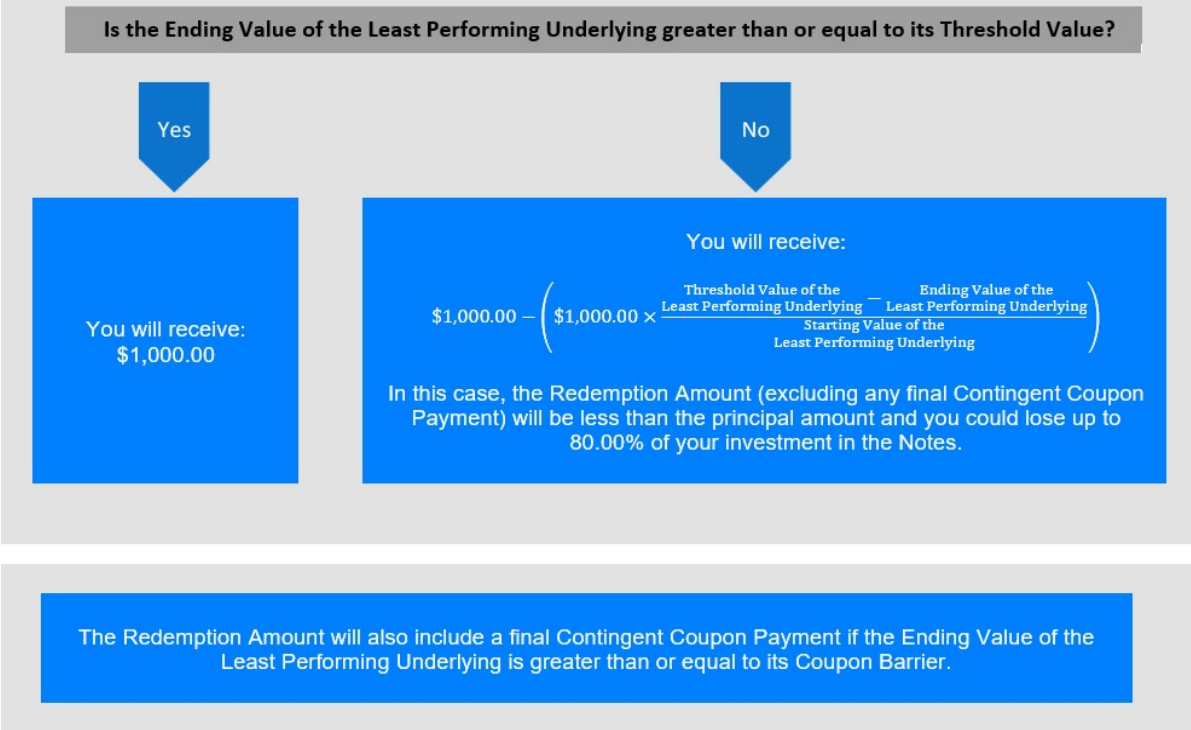 Is the Ending Value of the Least Performing Underlying greater than or equal to its Threshold Value?
Yes
No
You will receive:
$1,000.00
You will receive:
$1,000.00 − ($1,000.00 × (Threshold Value of the Least Performing Underlying − Ending Value of the Least Performing Underlying) / Starting Value of the Least Performing Underlying)
In this case, the Redemption Amount (excluding any final Contingent Coupon
Payment) will be less than the principal amount and you could lose up to
80.00% of your investment in the Notes.
The Redemption Amount will also include a final Contingent Coupon Payment if the Ending Value of the
Least Performing Underlying is greater than or equal to its Coupon Barrier.